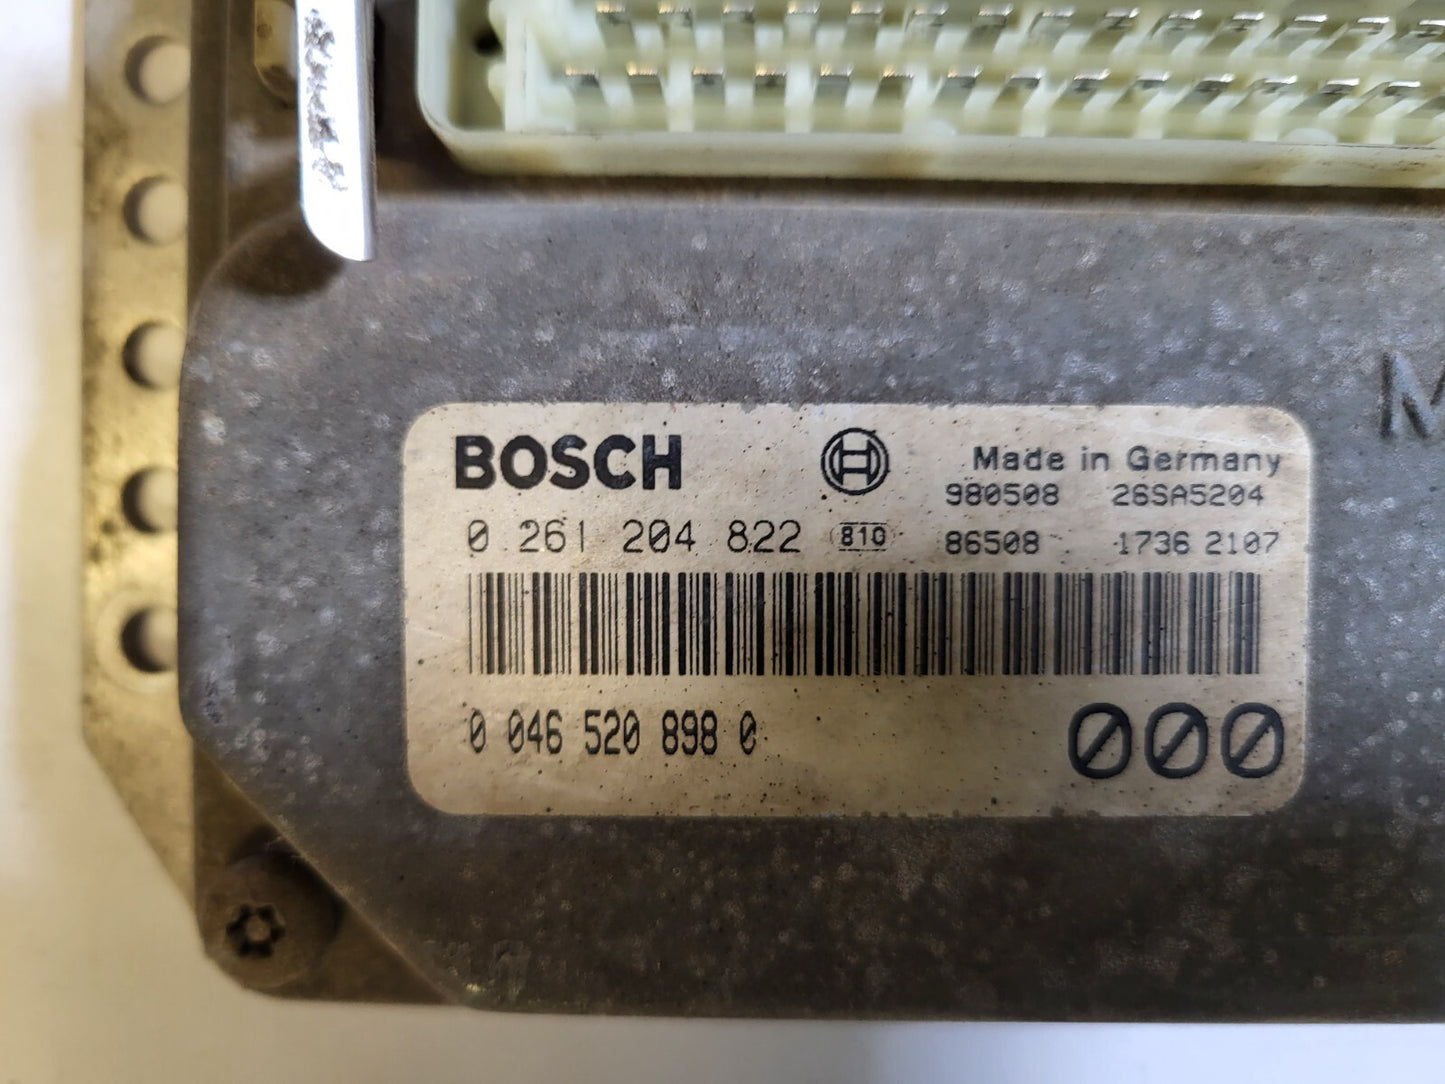 M
BOSCH
Made in Germany
980508 26SA5204
0 261 204 822 810 86508 1736 2107
0 046 520 898 0
000